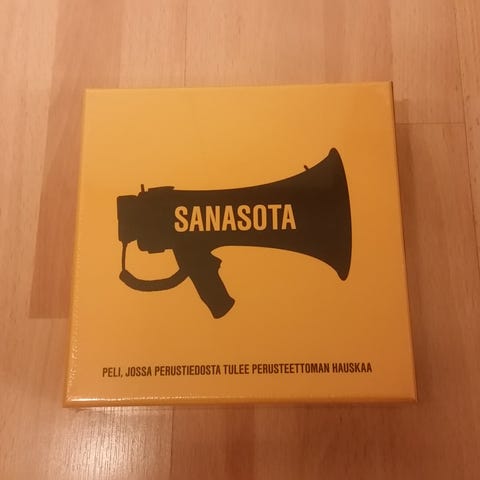 SANASOTA
PELI, JOSSA PERUSTIEDOSTA TULEE PERUSTEETTOMAN HAUSKAA